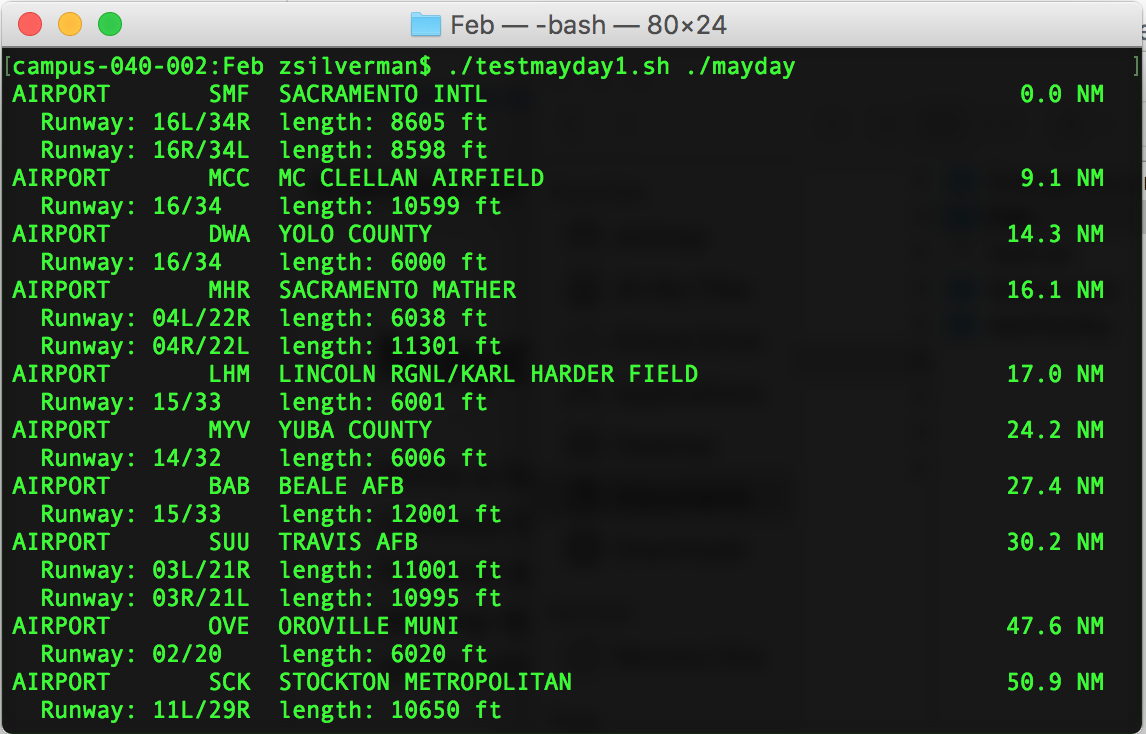 Feb — -bash — 80×24
[campus-040-002:Feb zsilverman$ ./testmayday1.sh ./mayday ]
AIRPORT       SMF  SACRAMENTO INTL                                      0.0 NM
  Runway: 16L/34R  length: 8605 ft
  Runway: 16R/34L  length: 8598 ft
AIRPORT       MCC  MC CLELLAN AIRFIELD                                  9.1 NM
  Runway: 16/34    length: 10599 ft
AIRPORT       DWA  YOLO COUNTY                                         14.3 NM
  Runway: 16/34    length: 6000 ft
AIRPORT       MHR  SACRAMENTO MATHER                                   16.1 NM
  Runway: 04L/22R  length: 6038 ft
  Runway: 04R/22L  length: 11301 ft
AIRPORT       LHM  LINCOLN RGNL/KARL HARDER FIELD                      17.0 NM
  Runway: 15/33    length: 6001 ft
AIRPORT       MYV  YUBA COUNTY                                         24.2 NM
  Runway: 14/32    length: 6006 ft
AIRPORT       BAB  BEALE AFB                                           27.4 NM
  Runway: 15/33    length: 12001 ft
AIRPORT       SUU  TRAVIS AFB                                          30.2 NM
  Runway: 03L/21R  length: 11001 ft
  Runway: 03R/21L  length: 10995 ft
AIRPORT       OVE  OROVILLE MUNI                                       47.6 NM
  Runway: 02/20    length: 6020 ft
AIRPORT       SCK  STOCKTON METROPOLITAN                               50.9 NM
  Runway: 11L/29R  length: 10650 ft